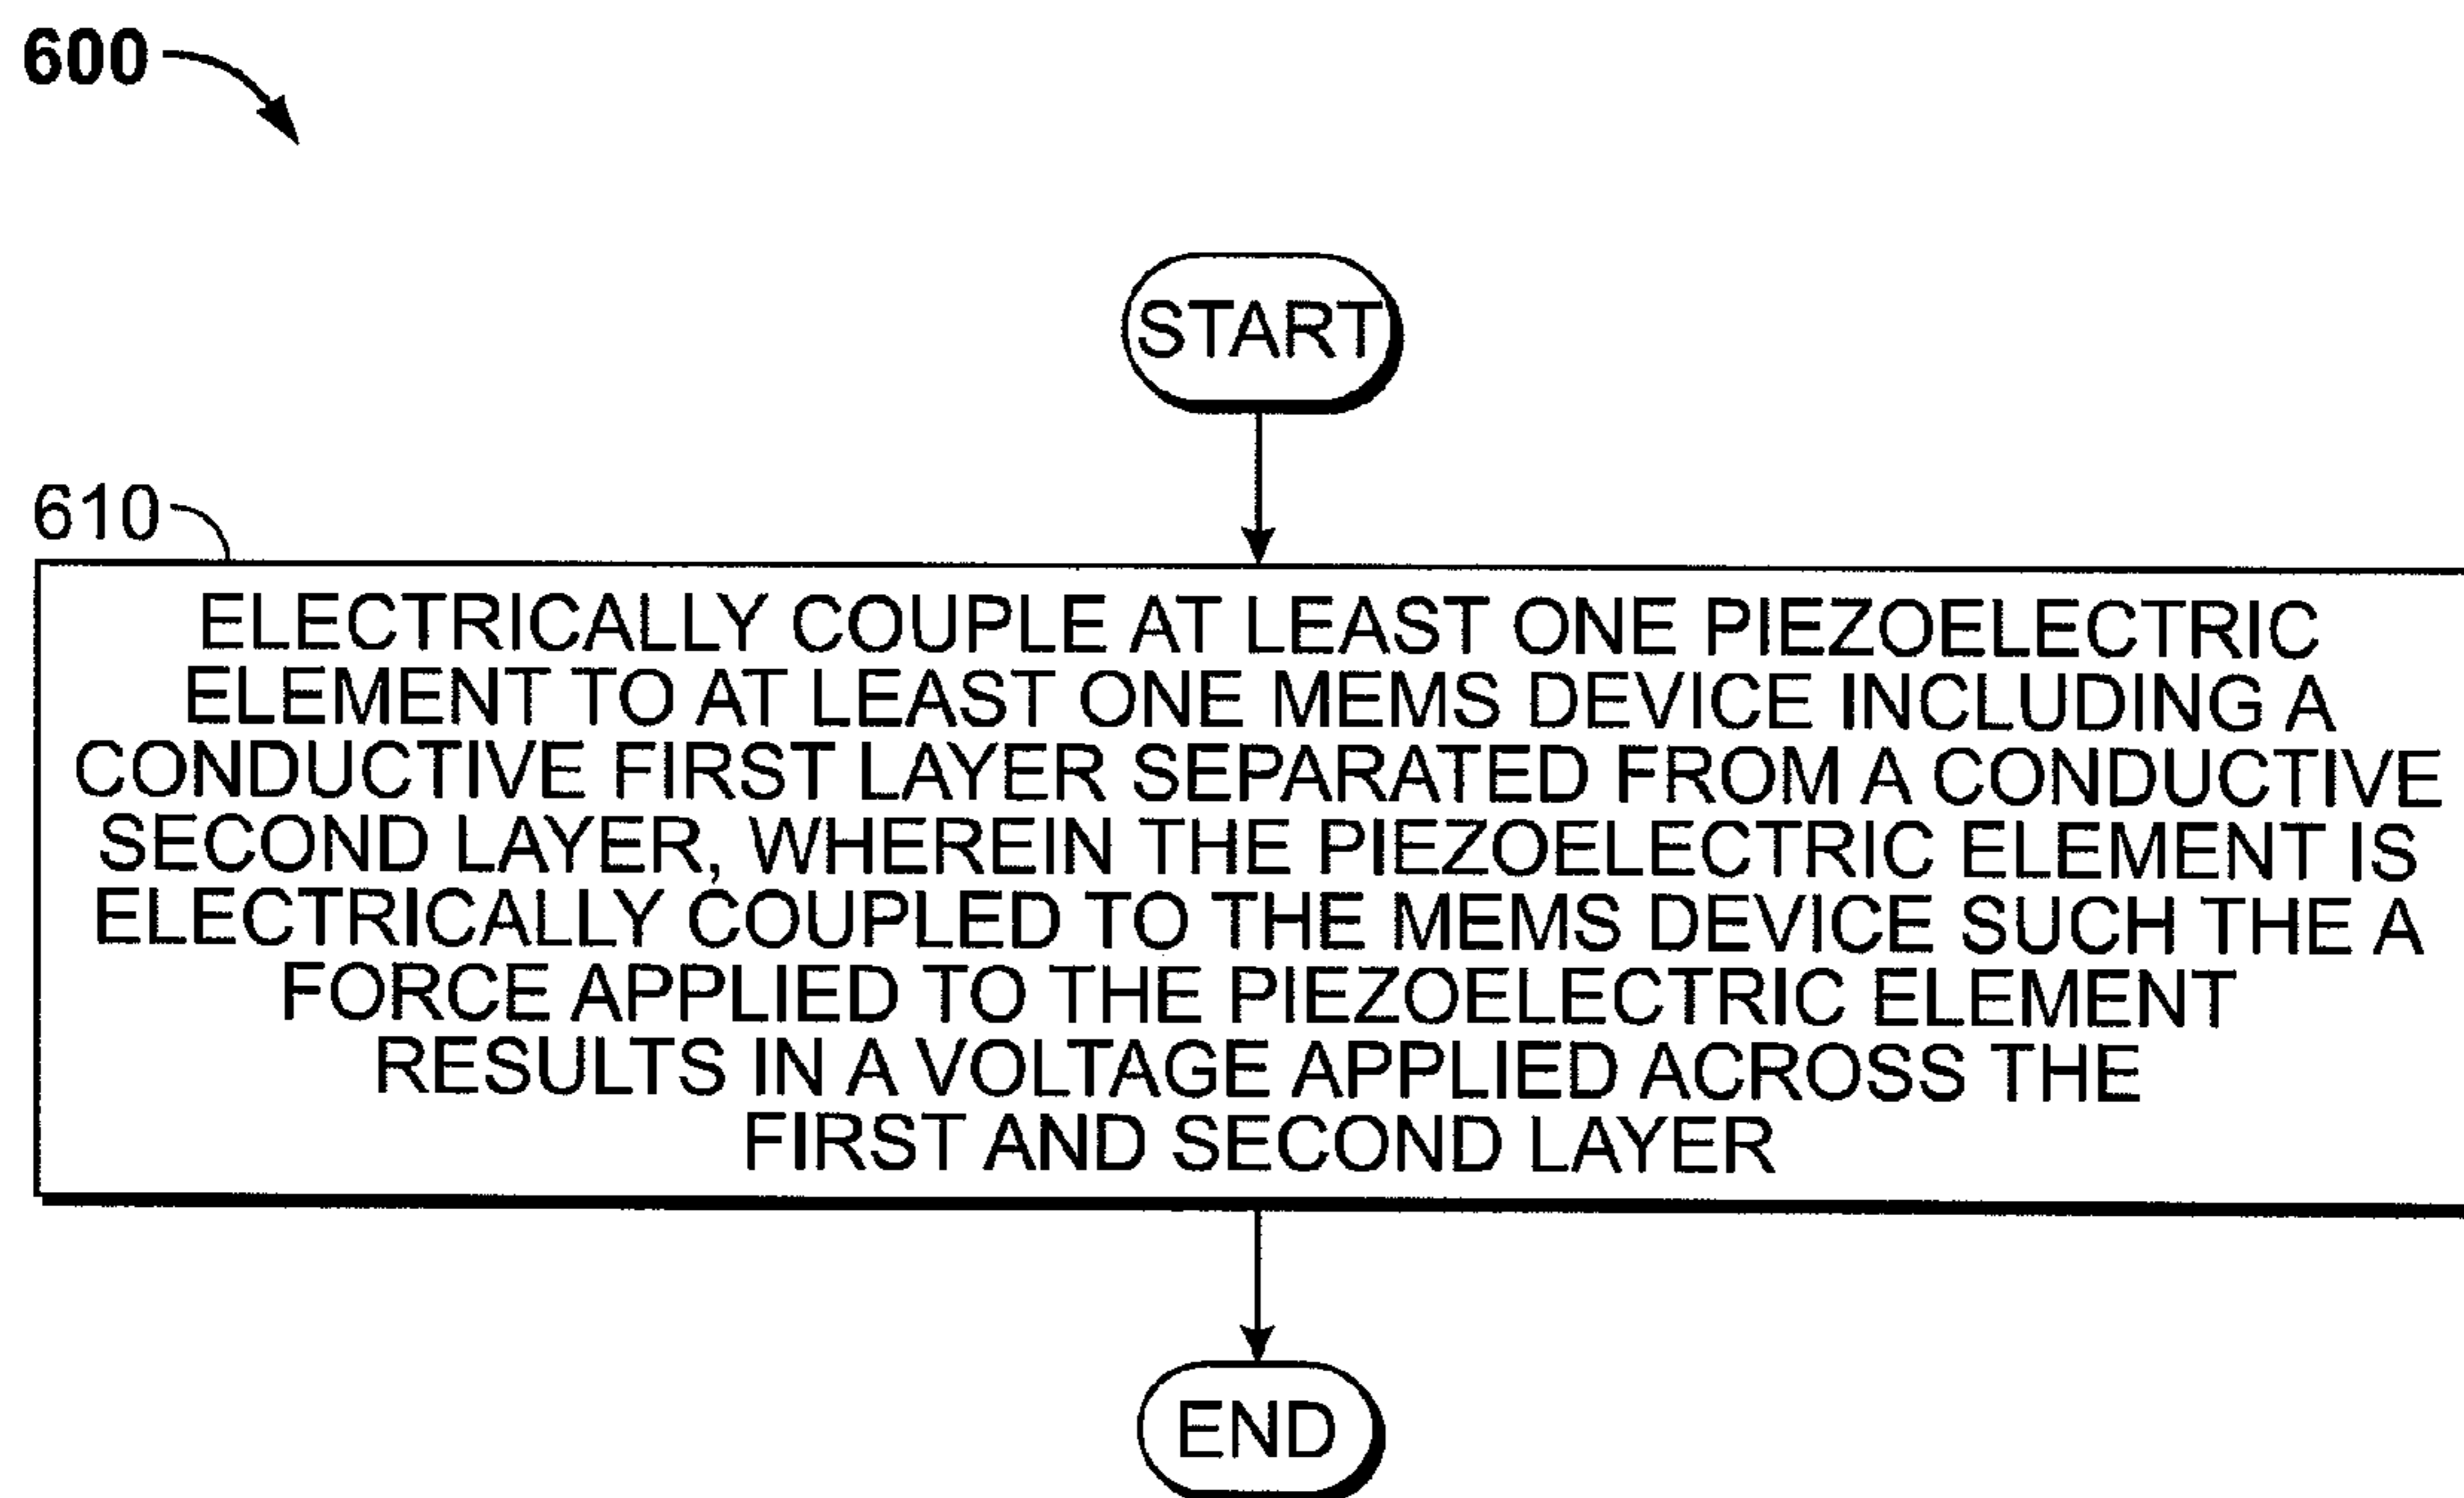 600
START
610
ELECTRICALLY COUPLE AT LEAST ONE PIEZOELECTRIC
ELEMENT TO AT LEAST ONE MEMS DEVICE INCLUDING A
CONDUCTIVE FIRST LAYER SEPARATED FROM A CONDUCTIVE
SECOND LAYER, WHEREIN THE PIEZOELECTRIC ELEMENT IS
ELECTRICALLY COUPLED TO THE MEMS DEVICE SUCH THE A
FORCE APPLIED TO THE PIEZOELECTRIC ELEMENT
RESULTS IN A VOLTAGE APPLIED ACROSS THE
FIRST AND SECOND LAYER
END